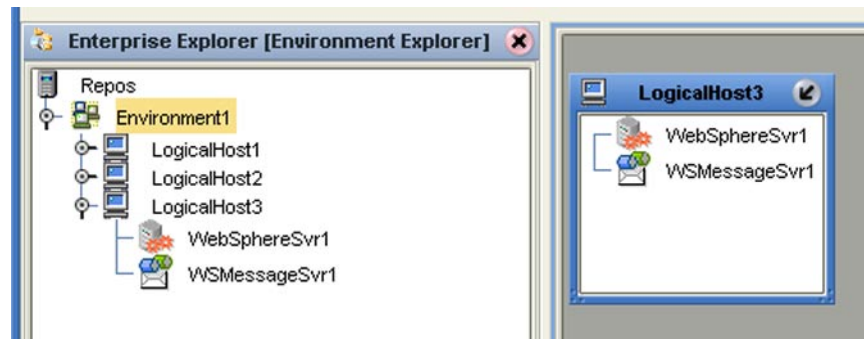 Enterprise Explorer [Environment Explorer]
Repos
Environment1
LogicalHost1
LogicalHost2
LogicalHost3
WebSphereSvr1
WSMessageSvr1
LogicalHost3
WebSphereSvr1
WSMessageSvr1